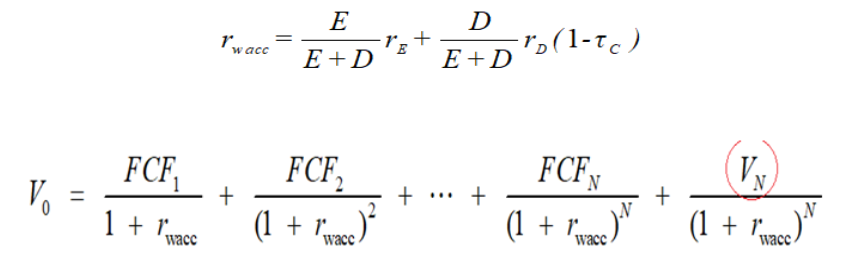 r_wacc = E/(E+D) r_E + D/(E+D) r_D (1-τ_C)
V_0 = FCF_1/(1 + r_wacc) + FCF_2/(1 + r_wacc)^2 + ⋯ + FCF_N/(1 + r_wacc)^N + V_N/(1 + r_wacc)^N